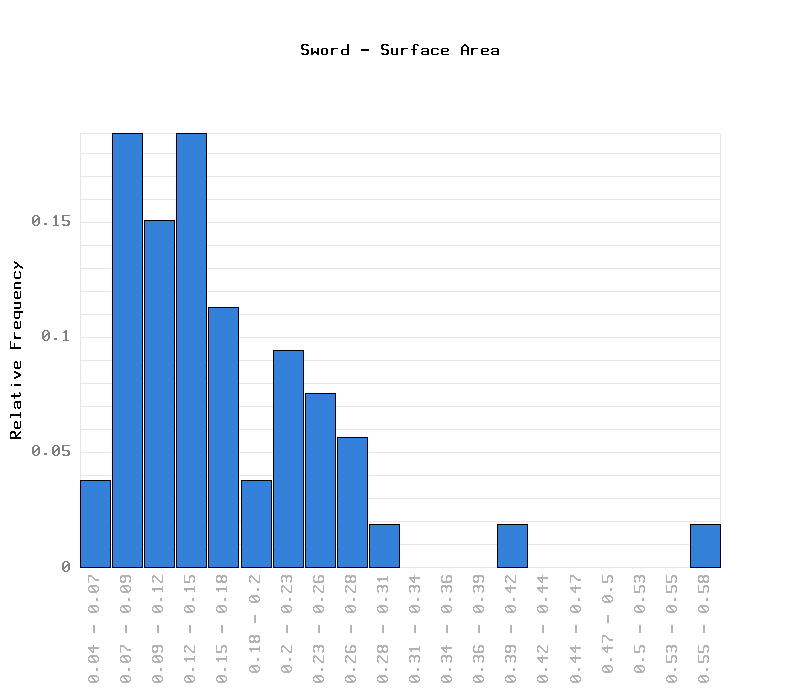 Sword - Surface Area
Relative Frequency
0.15
0.1
0.05
0
0.04 - 0.07
0.07 - 0.09
0.09 - 0.12
0.12 - 0.15
0.15 - 0.18
0.18 - 0.2
0.2 - 0.23
0.23 - 0.26
0.26 - 0.28
0.28 - 0.31
0.31 - 0.34
0.34 - 0.36
0.36 - 0.39
0.39 - 0.42
0.42 - 0.44
0.44 - 0.47
0.47 - 0.5
0.5 - 0.53
0.53 - 0.55
0.55 - 0.58